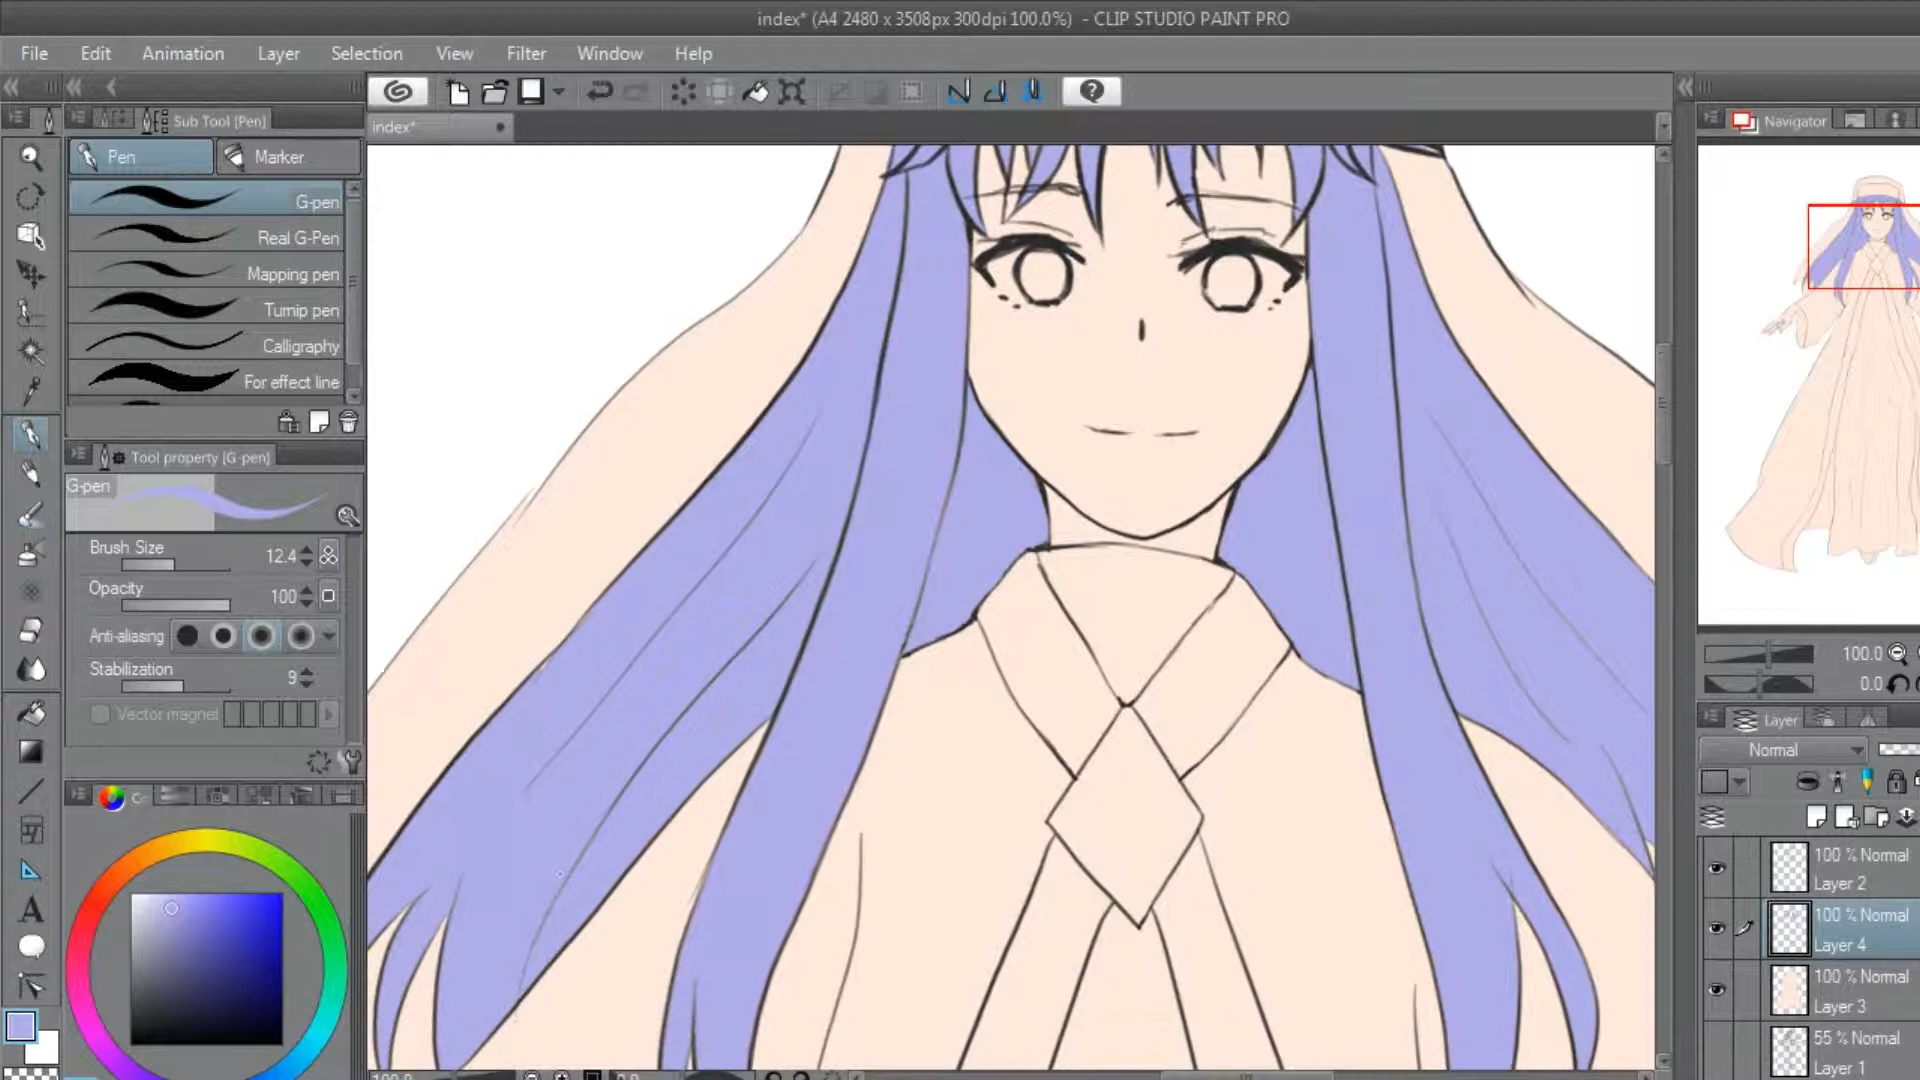 index* (A4 2480 x 3508px 300dpi 100.0%) - CLIP STUDIO PAINT PRO
File Edit Animation Layer Selection View Filter Window Help
Sub Tool [Pen]
index*
Navigator
Pen Marker
G-pen
Real G-Pen
Mapping pen
Turnip pen
Calligraphy
For effect line
Tool property [G-pen]
G-pen
Brush Size 12.4
Opacity 100
Anti-aliasing
Stabilization 9
Vector magnet
100.0
0.0
Layer
Normal
100 % Normal
Layer 2
100 % Normal
Layer 4
100 % Normal
Layer 3
55 % Normal
Layer 1
A
100.0 0.0